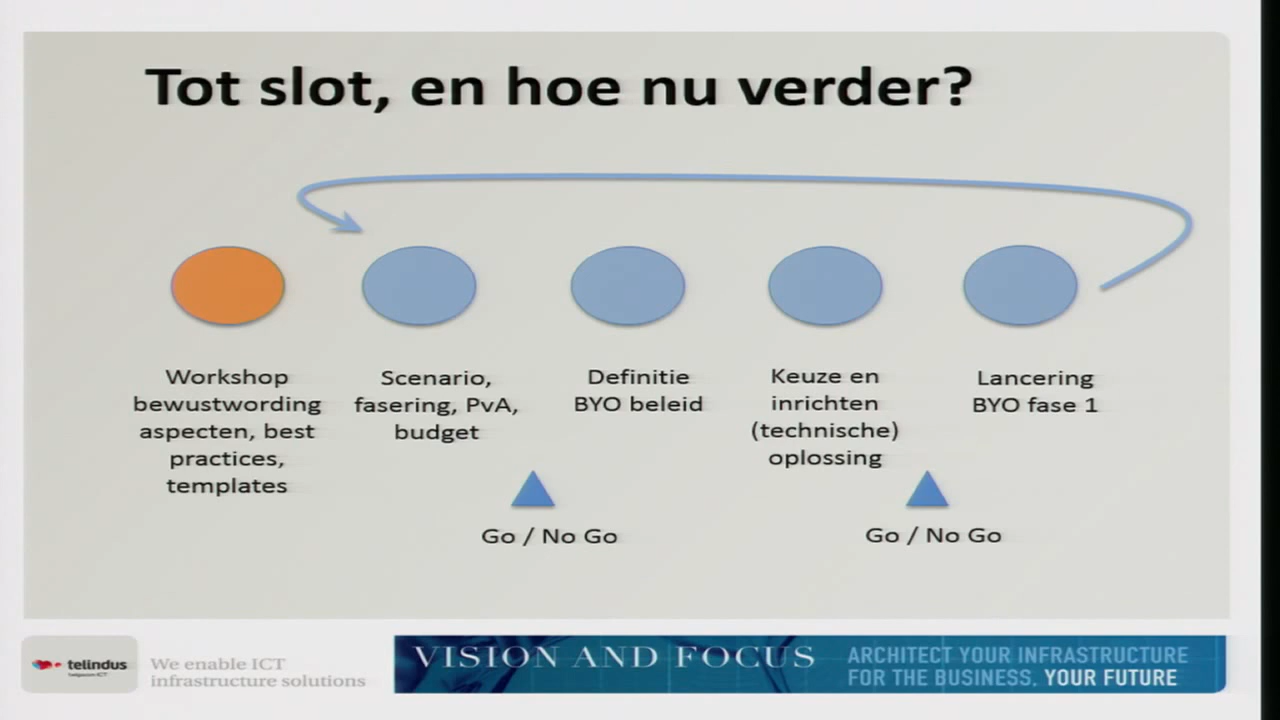 Tot slot, en hoe nu verder?
Workshop
bewustwording
aspecten, best
practices,
templates
Scenario,
fasering, PvA,
budget
Definitie
BYO beleid
Keuze en
inrichten
(technische)
oplossing
Lancering
BYO fase 1
Go / No Go
Go / No Go
telindus
belgacom ICT
We enable ICT
infrastructure solutions
VISION AND FOCUS
ARCHITECT YOUR INFRASTRUCTURE
FOR THE BUSINESS. YOUR FUTURE